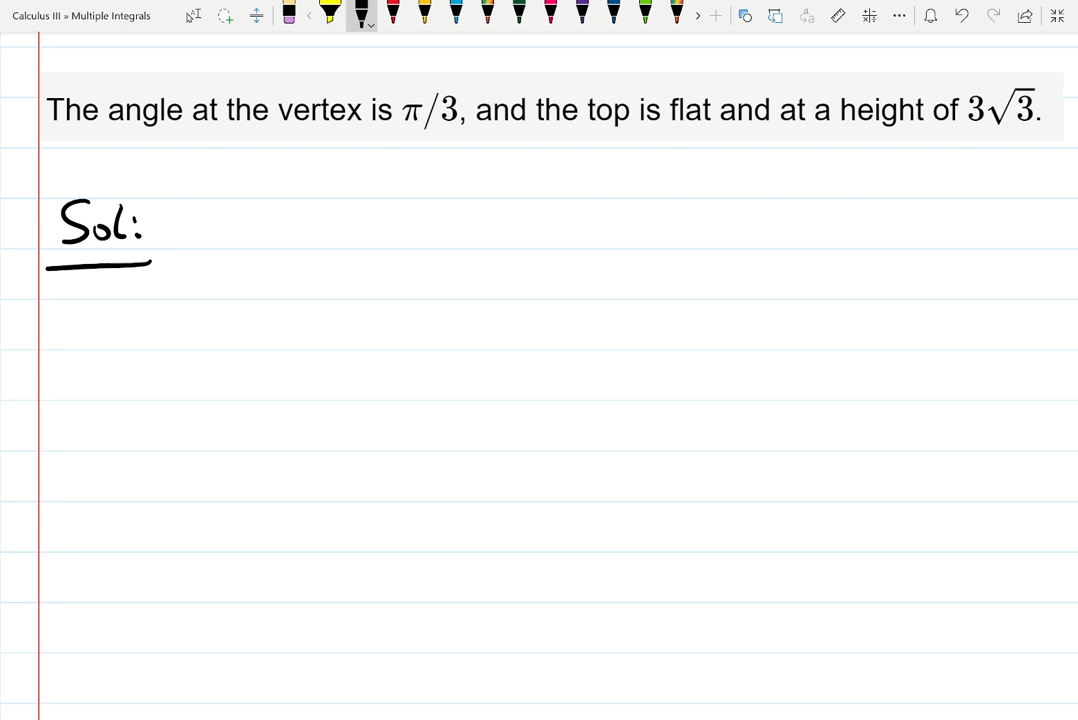 Calculus III » Multiple Integrals
The angle at the vertex is π/3, and the top is flat and at a height of 3√3.
Sol: